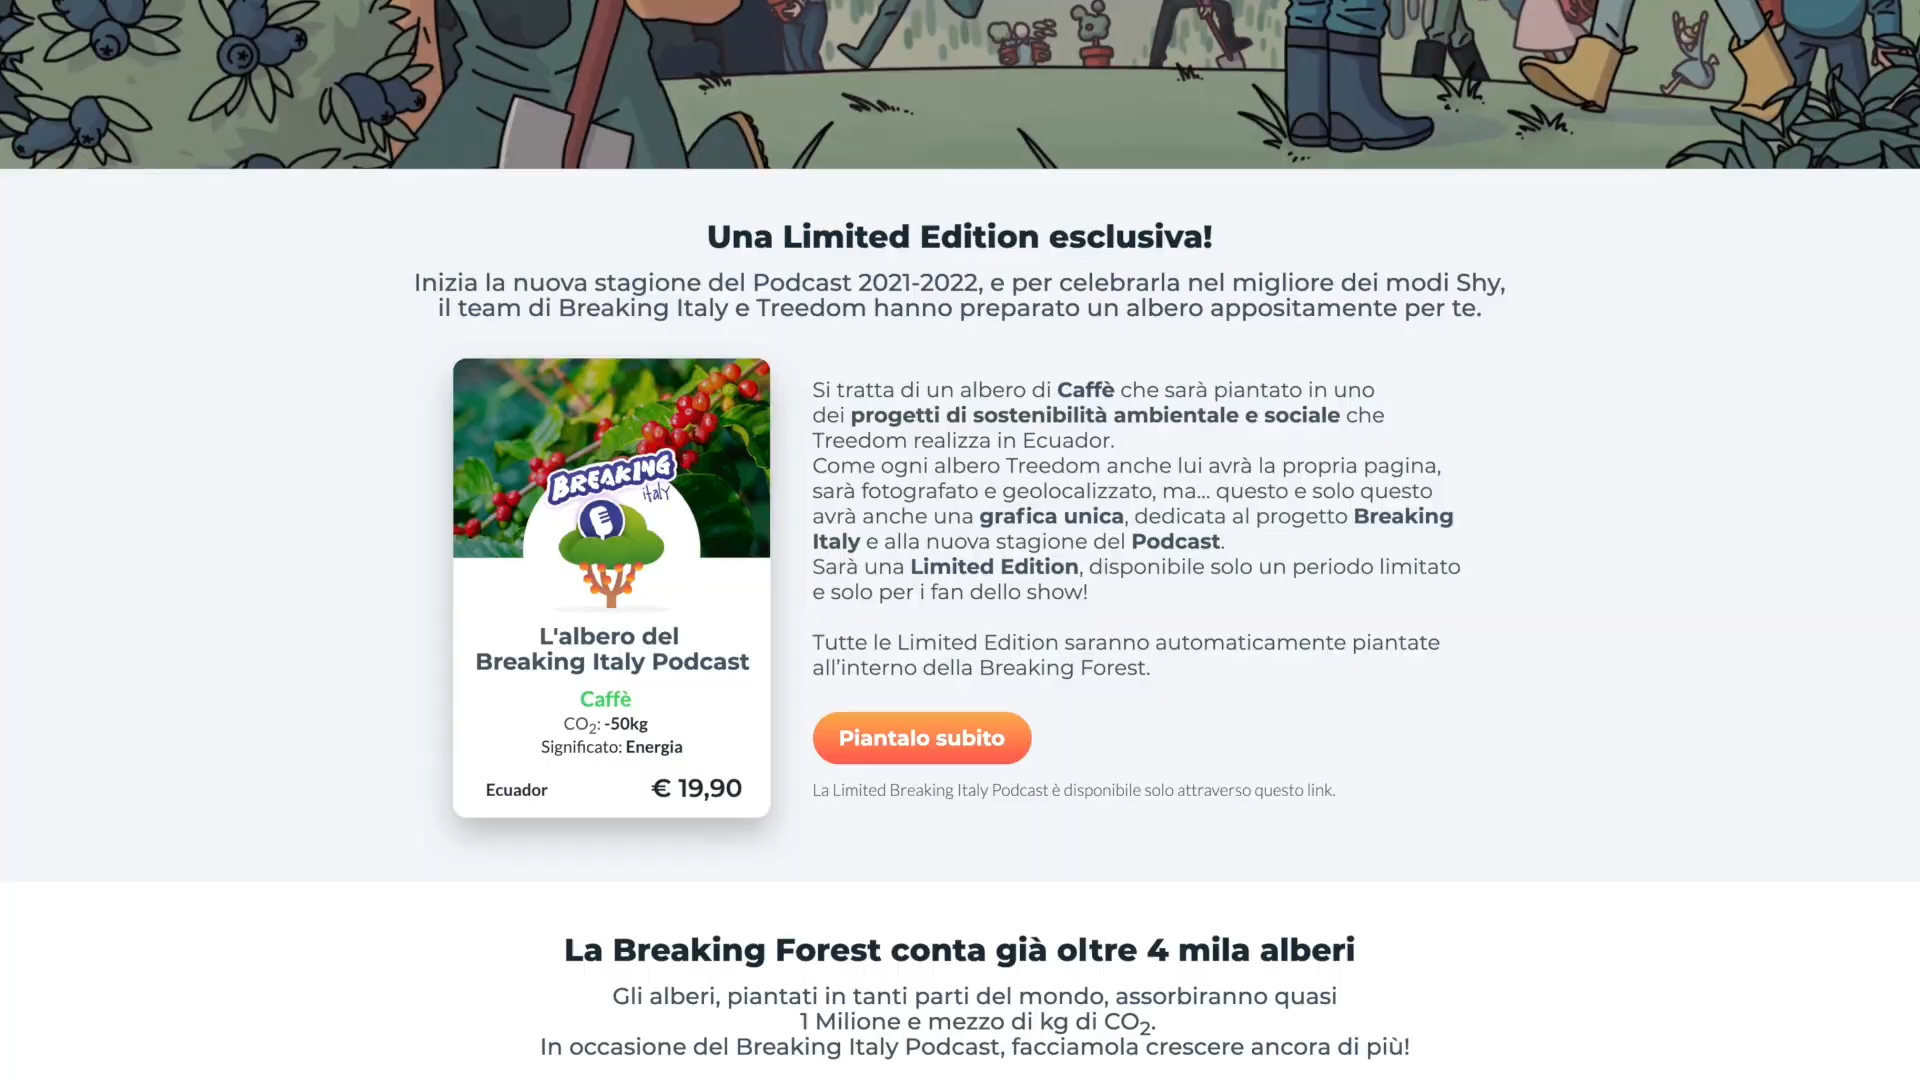 Una Limited Edition esclusiva!
Inizia la nuova stagione del Podcast 2021-2022, e per celebrarla nel migliore dei modi Shy,
il team di Breaking Italy e Treedom hanno preparato un albero appositamente per te.
BREAKING
italy
L'albero del
Breaking Italy Podcast
Caffè
CO₂: -50kg
Significato: Energia
Ecuador € 19,90
Si tratta di un albero di Caffè che sarà piantato in uno
dei progetti di sostenibilità ambientale e sociale che
Treedom realizza in Ecuador.
Come ogni albero Treedom anche lui avrà la propria pagina,
sarà fotografato e geolocalizzato, ma... questo e solo questo
avrà anche una grafica unica, dedicata al progetto Breaking
Italy e alla nuova stagione del Podcast.
Sarà una Limited Edition, disponibile solo un periodo limitato
e solo per i fan dello show!
Tutte le Limited Edition saranno automaticamente piantate
all’interno della Breaking Forest.
Piantalo subito
La Limited Breaking Italy Podcast è disponibile solo attraverso questo link.
La Breaking Forest conta già oltre 4 mila alberi
Gli alberi, piantati in tanti parti del mondo, assorbiranno quasi
1 Milione e mezzo di kg di CO₂.
In occasione del Breaking Italy Podcast, facciamola crescere ancora di più!